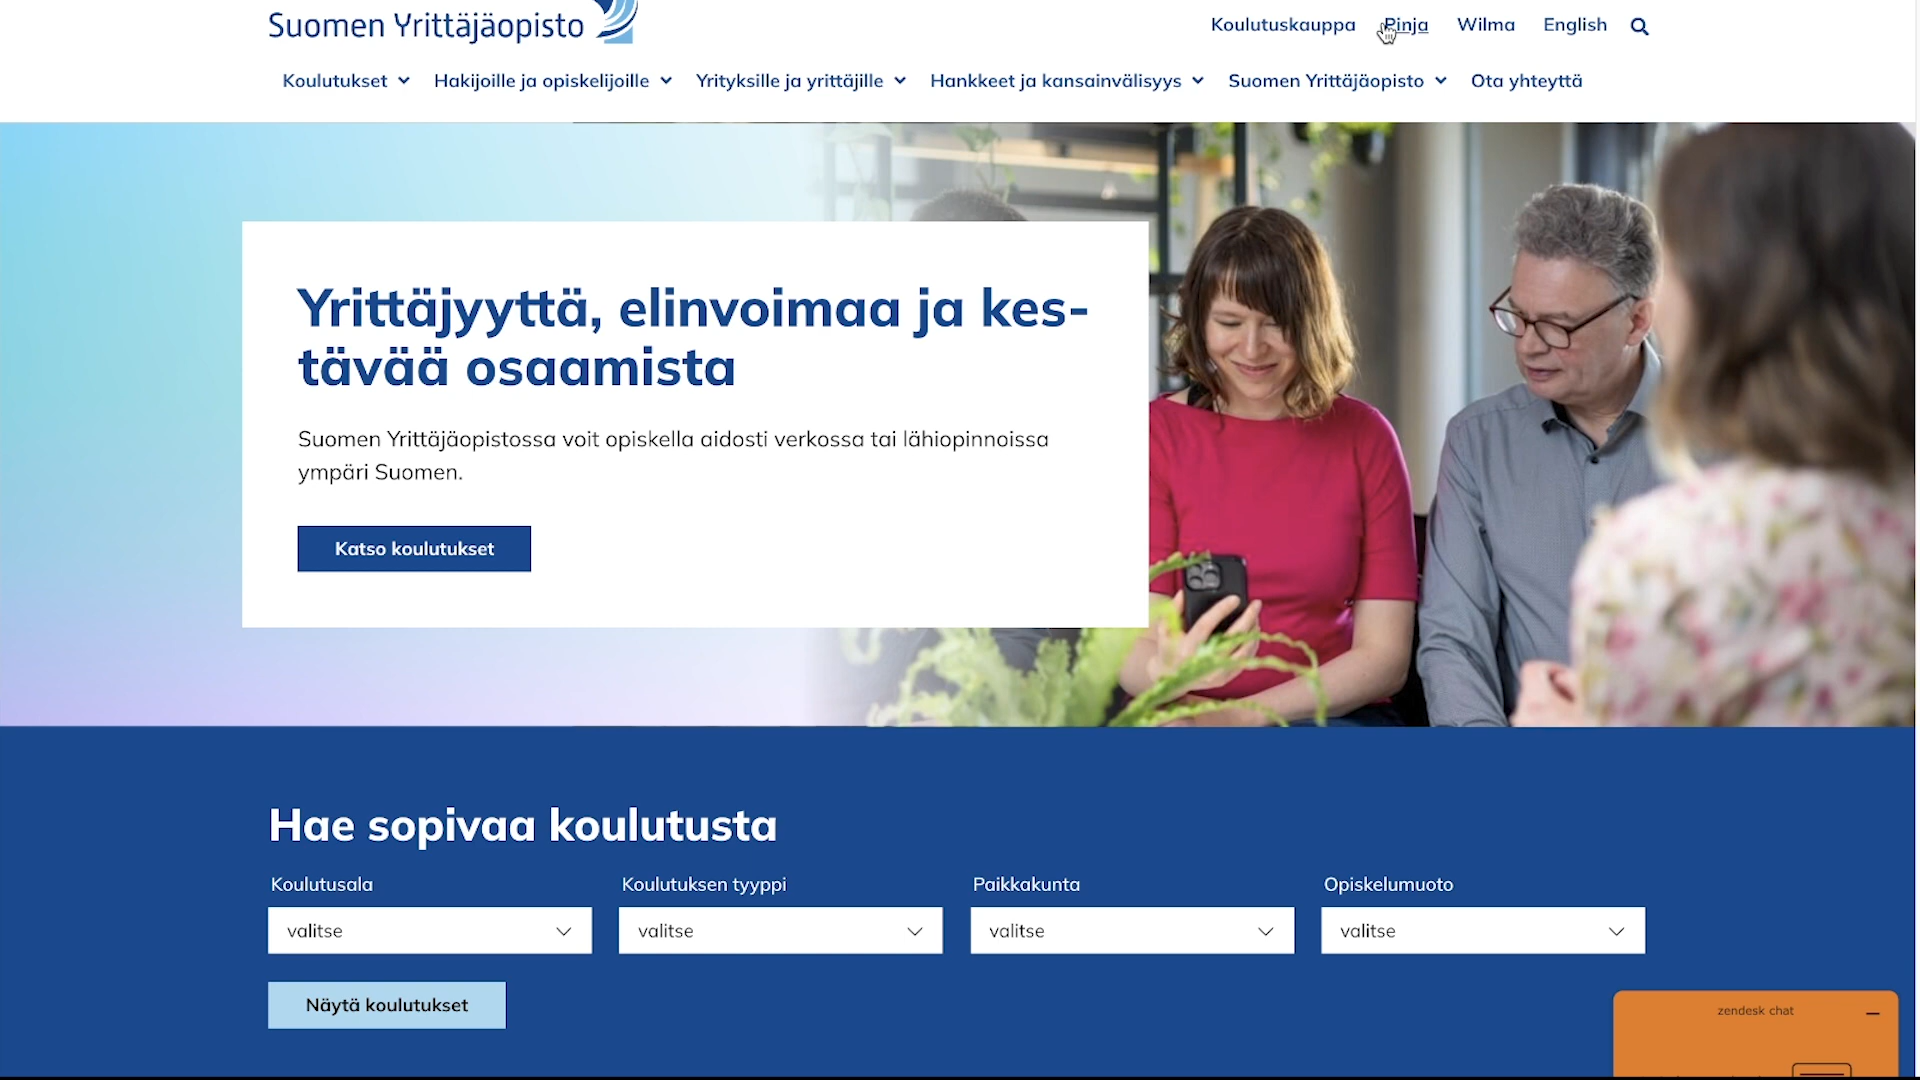 Suomen Yrittäjäopisto
Koulutuskauppa Pinja Wilma English
Koulutukset Hakijoille ja opiskelijoille Yrityksille ja yrittäjille Hankkeet ja kansainvälisyys Suomen Yrittäjäopisto Ota yhteyttä
Yrittäjyyttä, elinvoimaa ja kes-
tävää osaamista
Suomen Yrittäjäopistossa voit opiskella aidosti verkossa tai lähiopinnoissa
ympäri Suomen.
Katso koulutukset
Hae sopivaa koulutusta
Koulutusala Koulutuksen tyyppi Paikkakunta Opiskelumuoto
valitse valitse valitse valitse
Näytä koulutukset
zendesk chat